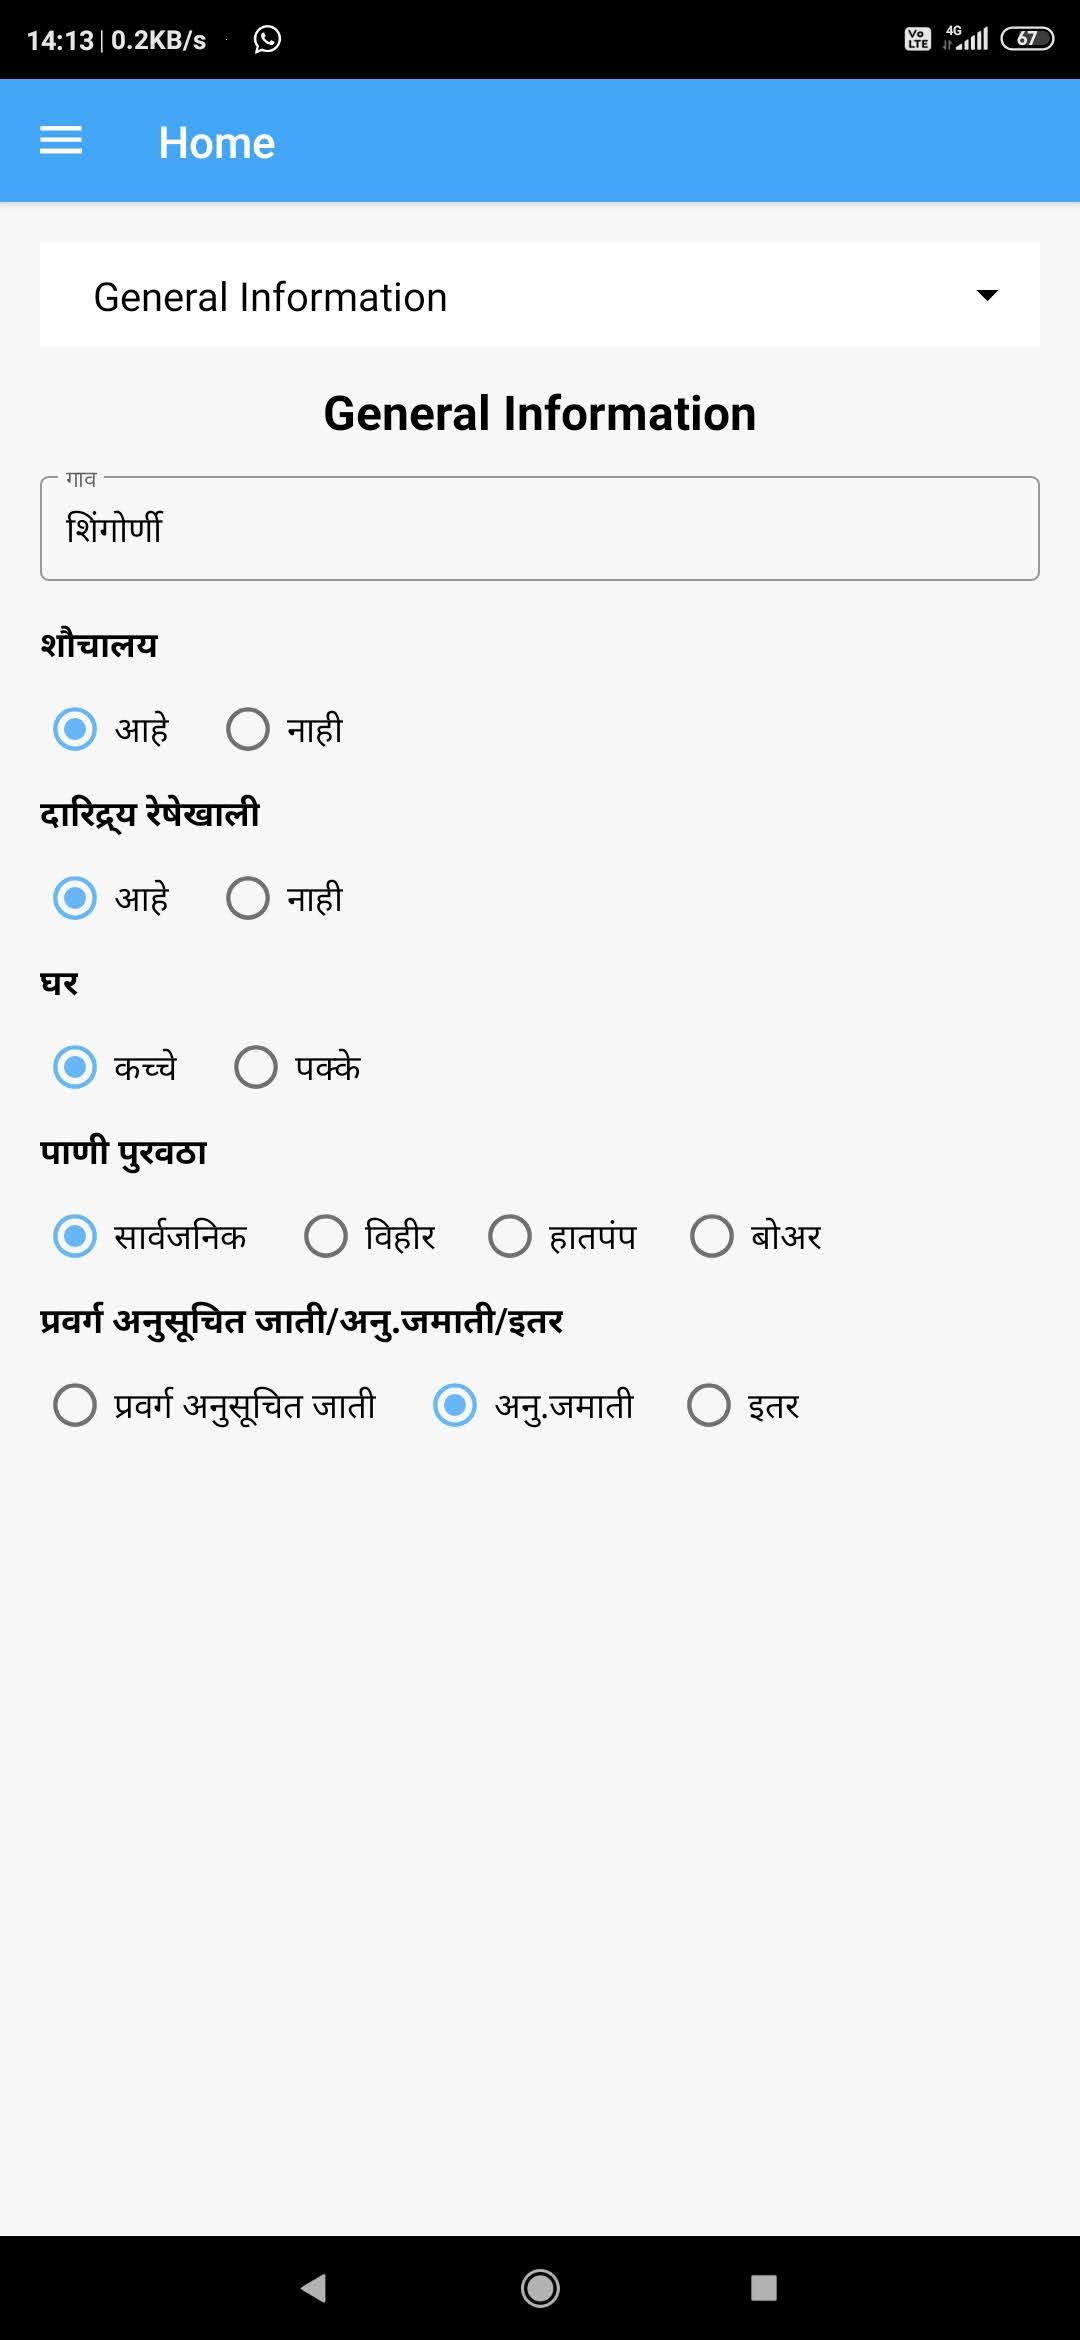 14:13 | 0.2KB/s
Vo LTE 4G 67
Home
General Information
General Information
गाव
शिंगोर्णी
शौचालय
आहे नाही
दारिद्र्य रेषेखाली
आहे नाही
घर
कच्चे पक्के
पाणी पुरवठा
सार्वजनिक विहीर हातपंप बोअर
प्रवर्ग अनुसूचित जाती/अनु.जमाती/इतर
प्रवर्ग अनुसूचित जाती अनु.जमाती इतर